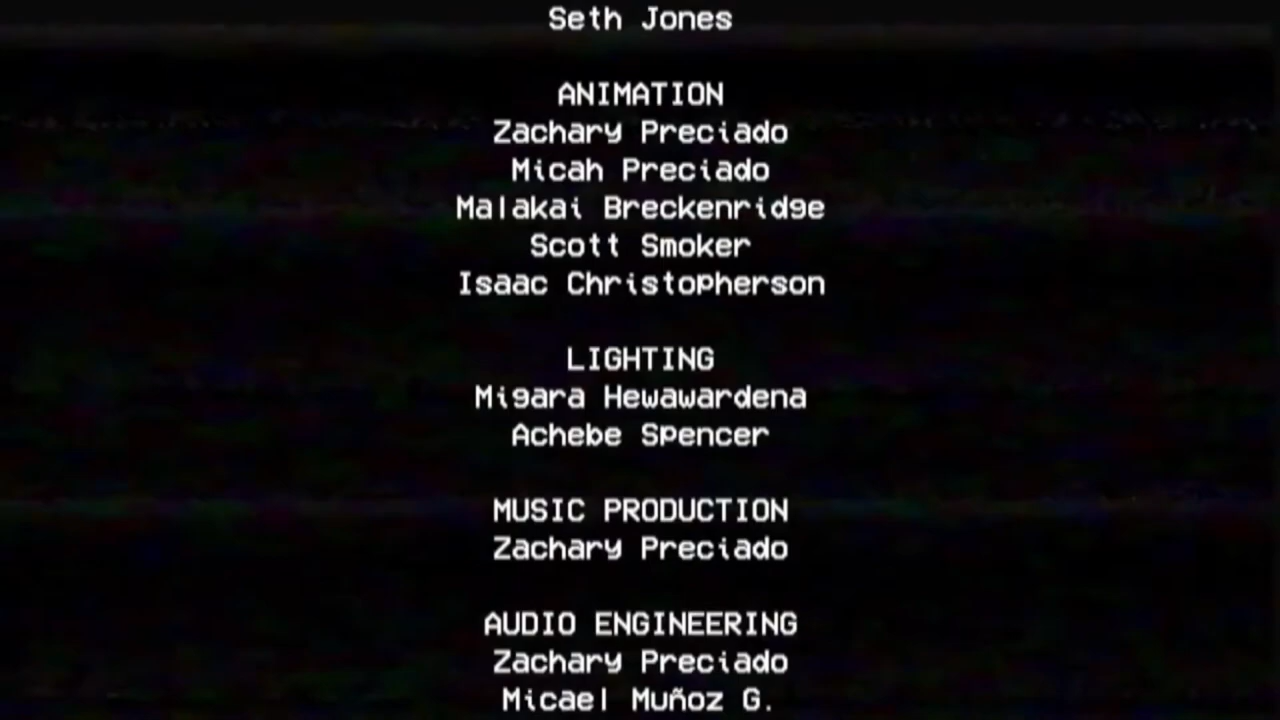 Seth Jones
ANIMATION
Zachary Preciado
Micah Preciado
Malakai Breckenridge
Scott Smoker
Isaac Christopherson
LIGHTING
Migara Hewawardena
Achebe Spencer
MUSIC PRODUCTION
Zachary Preciado
AUDIO ENGINEERING
Zachary Preciado
Micael Muñoz G.